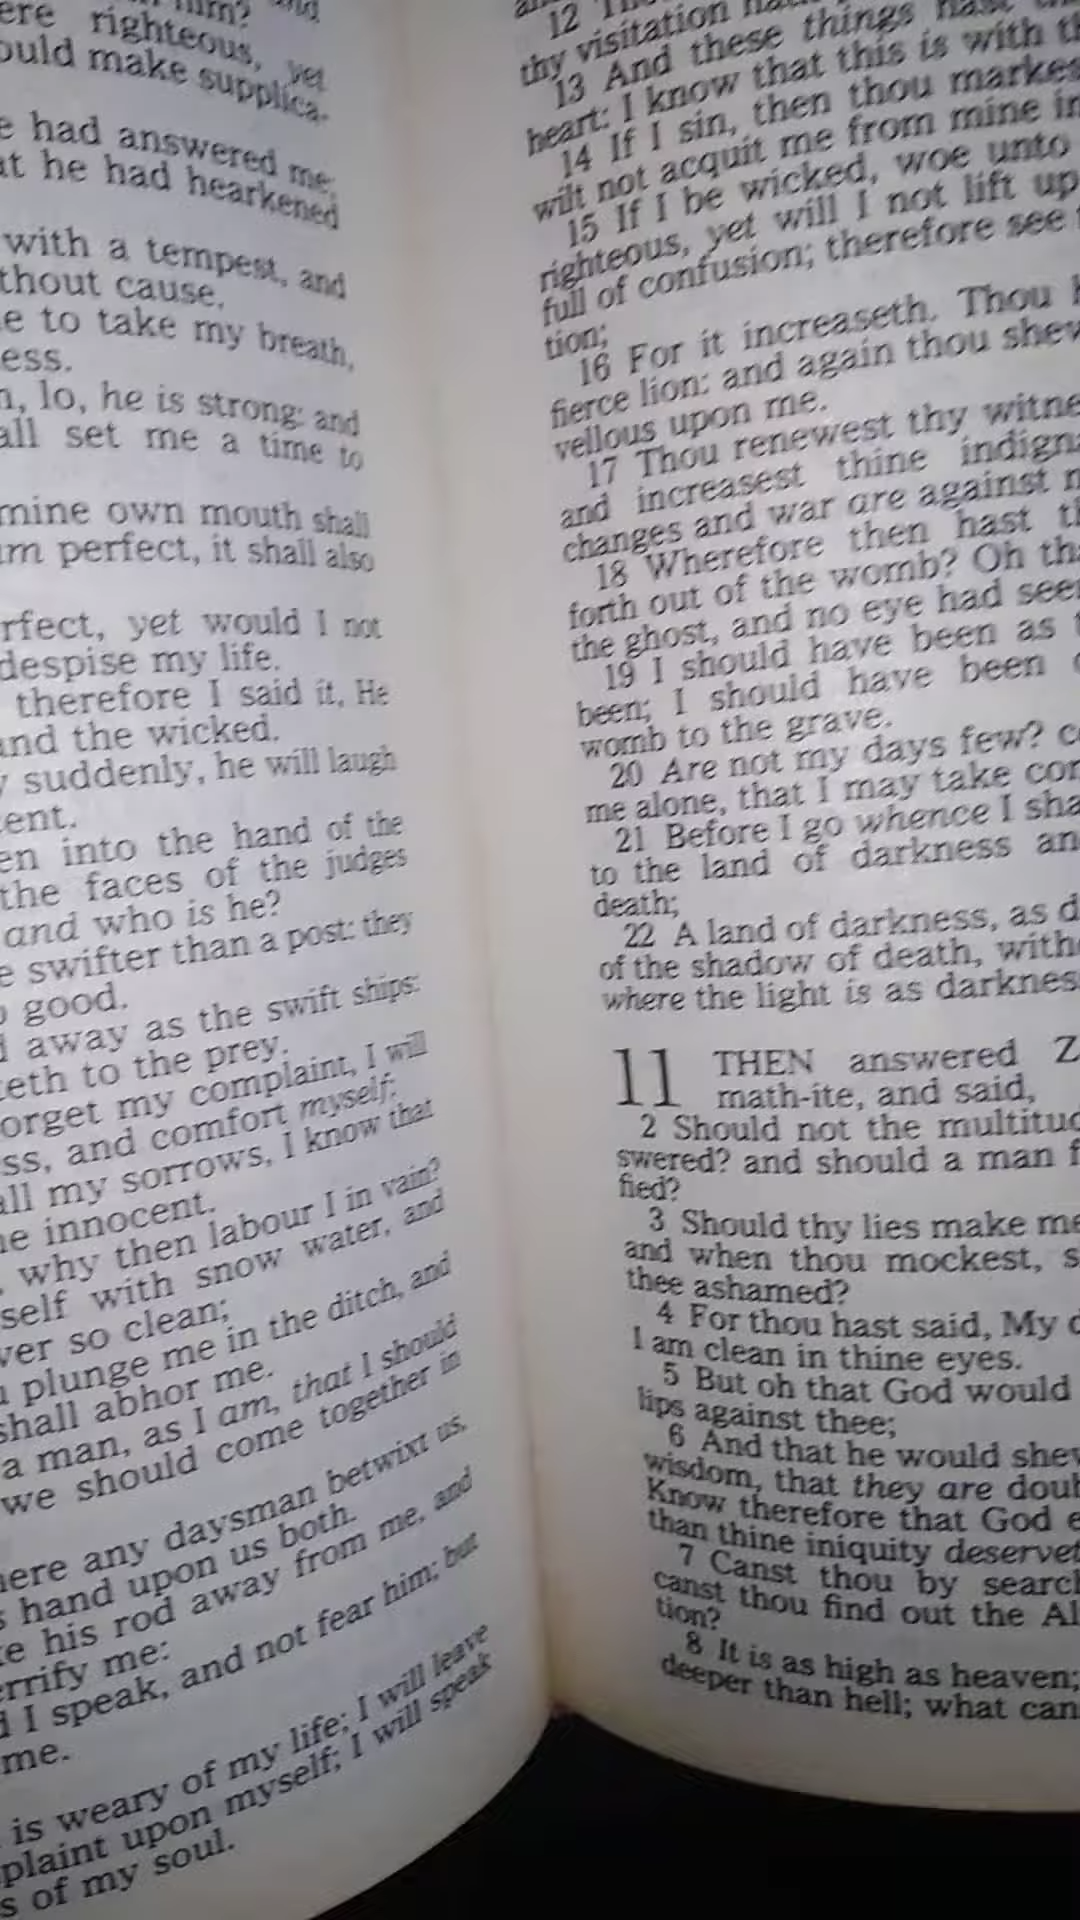 ere righteous, yet
ould make supplica-
e had answered me;
at he had hearkened
with a tempest, and
thout cause.
e to take my breath,
ess.
n, lo, he is strong: and
all set me a time to
mine own mouth shall
am perfect, it shall also
rfect, yet would I not
despise my life.
therefore I said it, He
and the wicked.
y suddenly, he will laugh
cent.
en into the hand of the
the faces of the judges
and who is he?
e swifter than a post: they
o good.
d away as the swift ships:
teth to the prey.
orget my complaint, I will
ss, and comfort myself:
all my sorrows, I know that
he innocent.
why then labour I in vain?
self with snow water, and
ver so clean;
plunge me in the ditch, and
shall abhor me.
a man, as I am, that I should
we should come together in
here any daysman betwixt us,
s hand upon us both.
ke his rod away from me, and
errify me:
d I speak, and not fear him; but
me.
is weary of my life; I will leave
plaint upon myself; I will speak
s of my soul.
12
thy visitation
13 And these things hast
heart: I know that this is with
14 If I sin, then thou markes
wilt not acquit me from mine in
15 If I be wicked, woe unto
righteous, yet will I not lift up
full of confusion; therefore see
tion;
16 For it increaseth. Thou
fierce lion: and again thou shew
vellous upon me.
17 Thou renewest thy witne
and increasest thine indigna
changes and war are against
18 Wherefore then hast th
forth out of the womb? Oh tha
the ghost, and no eye had seen
19 I should have been as
been; I should have been
womb to the grave.
20 Are not my days few? c
me alone, that I may take com
21 Before I go whence I sha
to the land of darkness an
death;
22 A land of darkness, as d
of the shadow of death, with
where the light is as darknes
11 THEN answered Z
math-ite, and said,
2 Should not the multitud
swered? and should a man f
fied?
3 Should thy lies make me
and when thou mockest, s
thee ashamed?
4 For thou hast said, My d
I am clean in thine eyes.
5 But oh that God would
lips against thee;
6 And that he would shew
wisdom, that they are doub
Know therefore that God e
than thine iniquity deservet
7 Canst thou by search
canst thou find out the Al
tion?
8 It is as high as heaven;
deeper than hell; what can